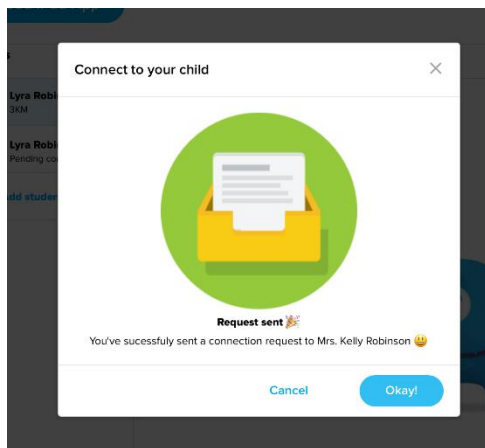 Connect to your child
Lyra Robi
3KM
Lyra Robi
Pending co
dd studen
Request sent 🎉
You've sucessfuly sent a connection request to Mrs. Kelly Robinson 😃
Cancel
Okay!